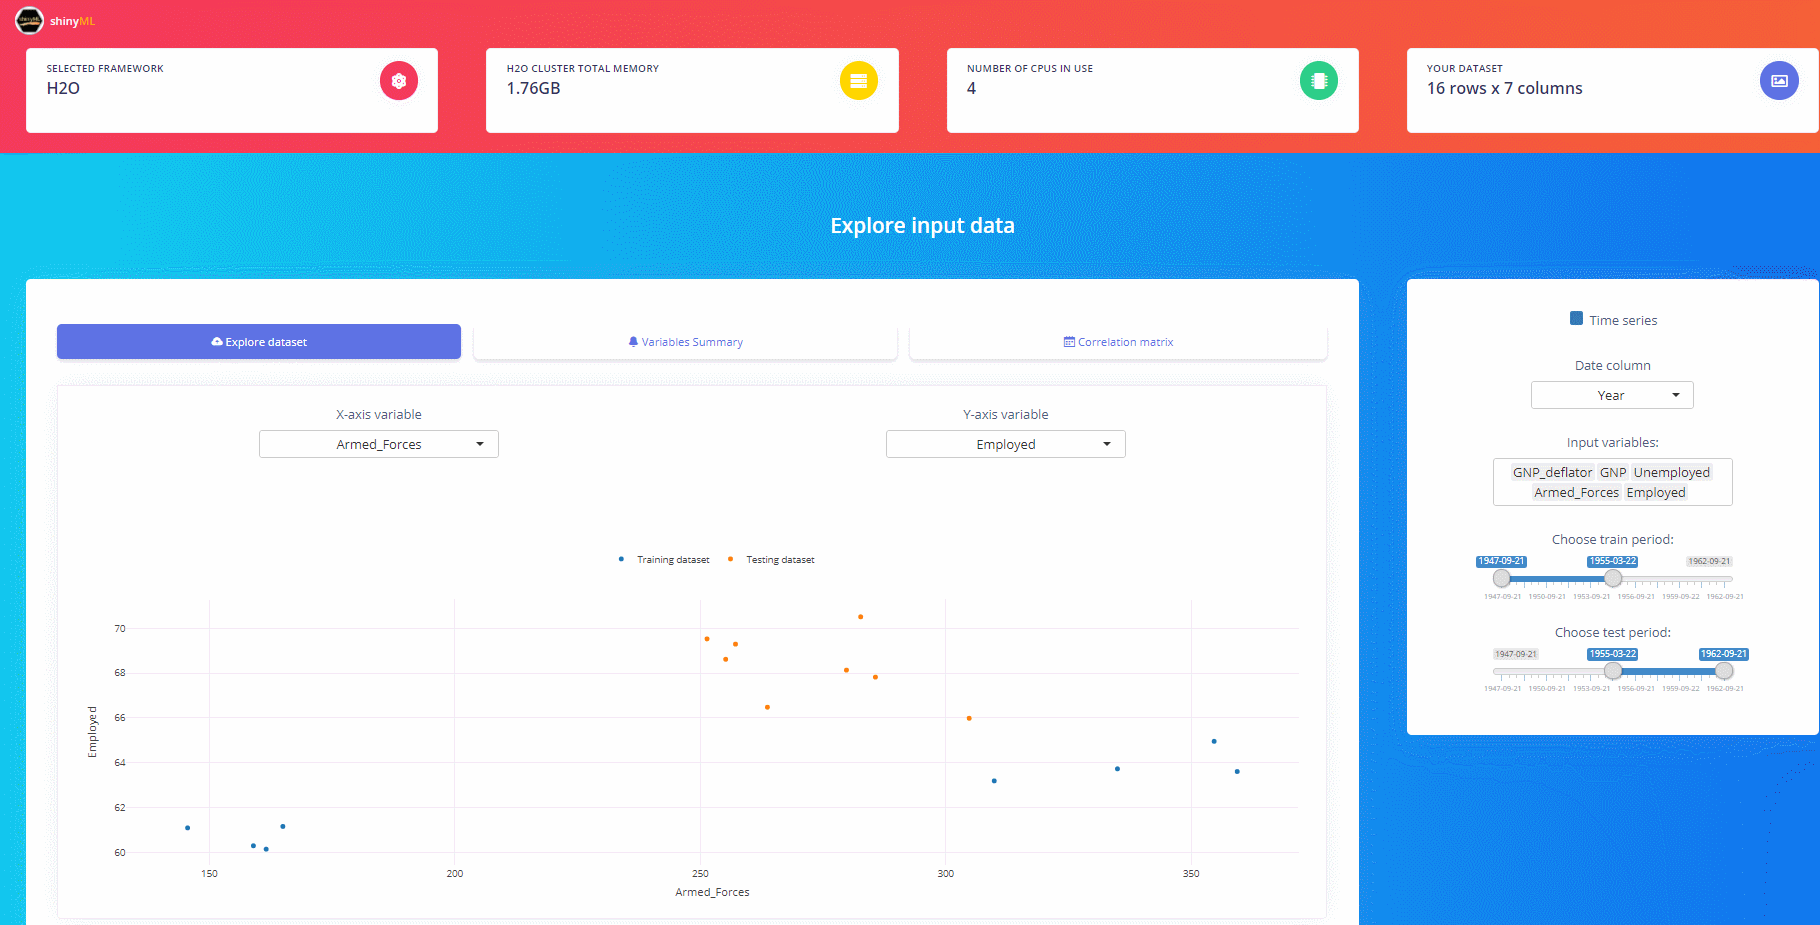 shinyML
SELECTED FRAMEWORK
H2O
H2O CLUSTER TOTAL MEMORY
1.76GB
NUMBER OF CPUS IN USE
4
YOUR DATASET
16 rows x 7 columns
Explore input data
Explore dataset
Variables Summary
Correlation matrix
X-axis variable
Armed_Forces
Y-axis variable
Employed
Training dataset
Testing dataset
70
68
66
64
62
60
Employed
150 200 250 300 350
Armed_Forces
Time series
Date column
Year
Input variables:
GNP_deflator GNP Unemployed
Armed_Forces Employed
Choose train period:
1947-09-21 1955-03-22 1962-09-21
1947-09-21 1950-09-21 1953-09-21 1956-09-21 1959-09-22 1962-09-21
Choose test period:
1947-09-21 1955-03-22 1962-09-21
1947-09-21 1950-09-21 1953-09-21 1956-09-21 1959-09-22 1962-09-21